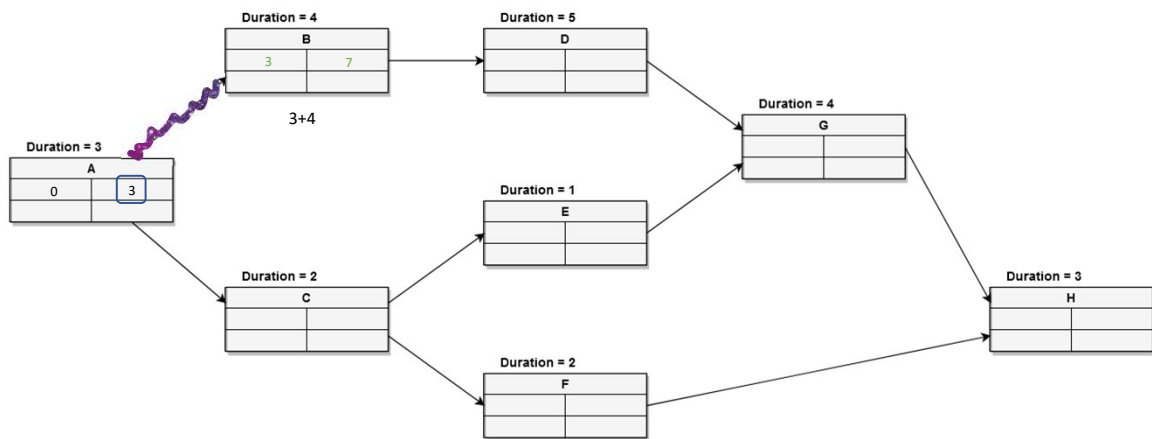 Duration = 4
B
3 7
3+4
Duration = 5
D
Duration = 4
G
Duration = 3
A
0 3
Duration = 1
E
Duration = 2
C
Duration = 3
H
Duration = 2
F